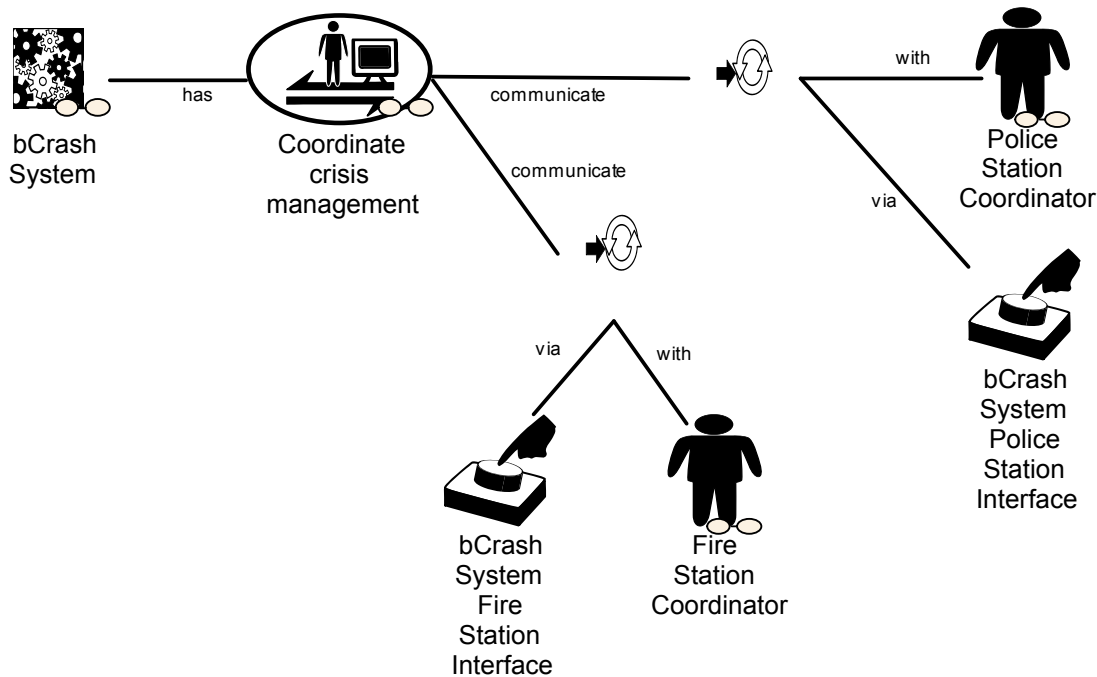 has
communicate
with
bCrash
System
Coordinate
crisis
management
Police
Station
Coordinator
communicate
via
via
with
bCrash
System
Police
Station
Interface
bCrash
System
Fire
Station
Interface
Fire
Station
Coordinator